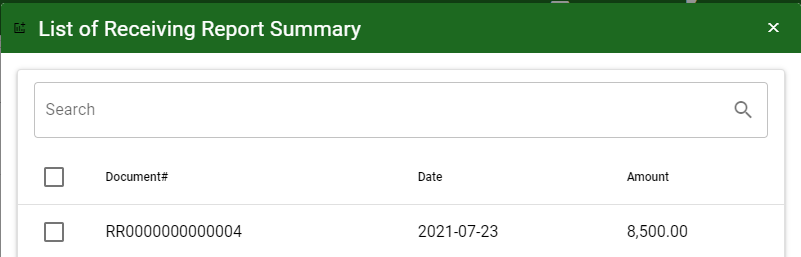 List of Receiving Report Summary
Search
Document# Date Amount
RR0000000000004 2021-07-23 8,500.00